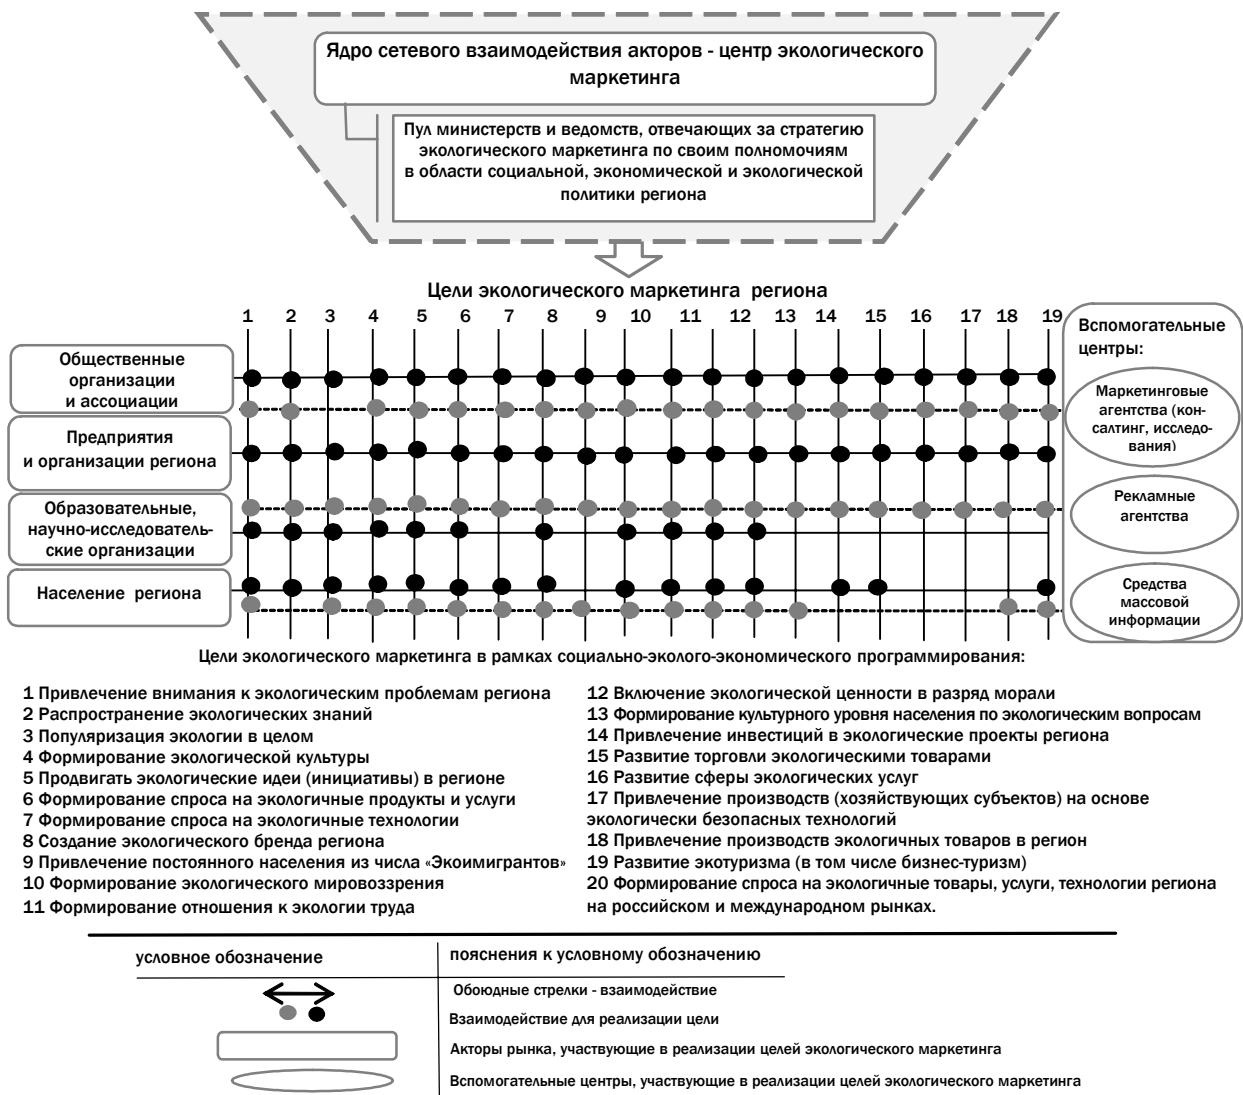 Ядро сетевого взаимодействия акторов - центр экологического
маркетинга
Пул министерств и ведомств, отвечающих за стратегию
экологического маркетинга по своим полномочиям
в области социальной, экономической и экологической
политики региона
Цели экологического маркетинга региона
1 2 3 4 5 6 7 8 9 10 11 12 13 14 15 16 17 18 19
Общественные
организации
и ассоциации
Предприятия
и организации региона
Образовательные,
научно-исследователь-
ские организации
Население региона
Вспомогательные
центры:
Маркетинговые
агентства (кон-
салтинг, исследо-
вания)
Рекламные
агентства
Средства
массовой
информации
Цели экологического маркетинга в рамках социально-эколого-экономического программирования:
1 Привлечение внимания к экологическим проблемам региона
2 Распространение экологических знаний
3 Популяризация экологии в целом
4 Формирование экологической культуры
5 Продвигать экологические идеи (инициативы) в регионе
6 Формирование спроса на экологичные продукты и услуги
7 Формирование спроса на экологичные технологии
8 Создание экологического бренда региона
9 Привлечение постоянного населения из числа «Экоимигрантов»
10 Формирование экологического мировоззрения
11 Формирование отношения к экологии труда
12 Включение экологической ценности в разряд морали
13 Формирование культурного уровня населения по экологическим вопросам
14 Привлечение инвестиций в экологические проекты региона
15 Развитие торговли экологическими товарами
16 Развитие сферы экологических услуг
17 Привлечение производств (хозяйствующих субъектов) на основе
экологически безопасных технологий
18 Привлечение производств экологичных товаров в регион
19 Развитие экотуризма (в том числе бизнес-туризм)
20 Формирование спроса на экологичные товары, услуги, технологии региона
на российском и международном рынках.
условное обозначение
пояснения к условному обозначению
Обоюдные стрелки - взаимодействие
Взаимодействие для реализации цели
Акторы рынка, участвующие в реализации целей экологического маркетинга
Вспомогательные центры, участвующие в реализации целей экологического маркетинга